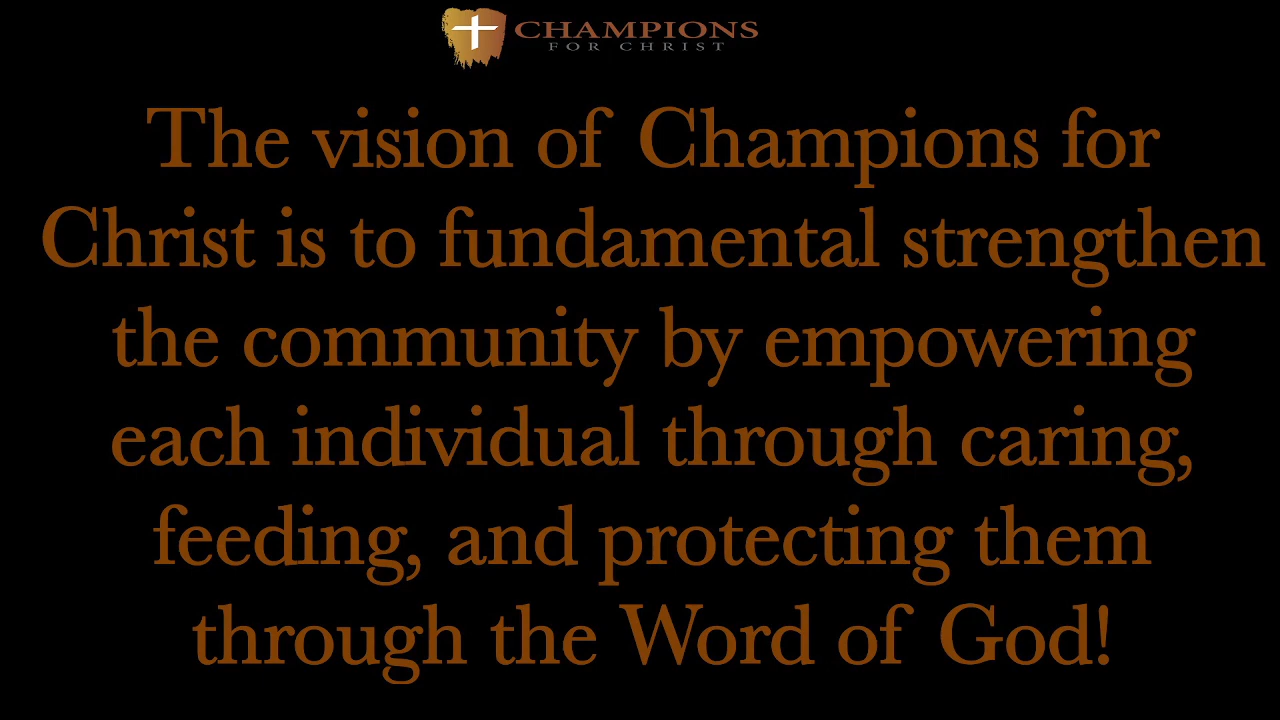 CHAMPIONS
FOR CHRIST
The vision of Champions for
Christ is to fundamental strengthen
the community by empowering
each individual through caring,
feeding, and protecting them
through the Word of God!